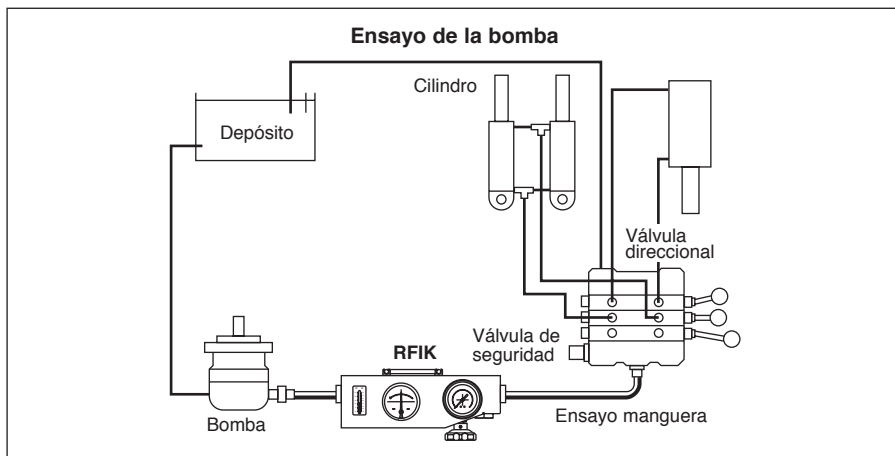 Ensayo de la bomba
Cilindro
Depósito
Válvula
direccional
Válvula de
seguridad
RFIK
Bomba
Ensayo manguera